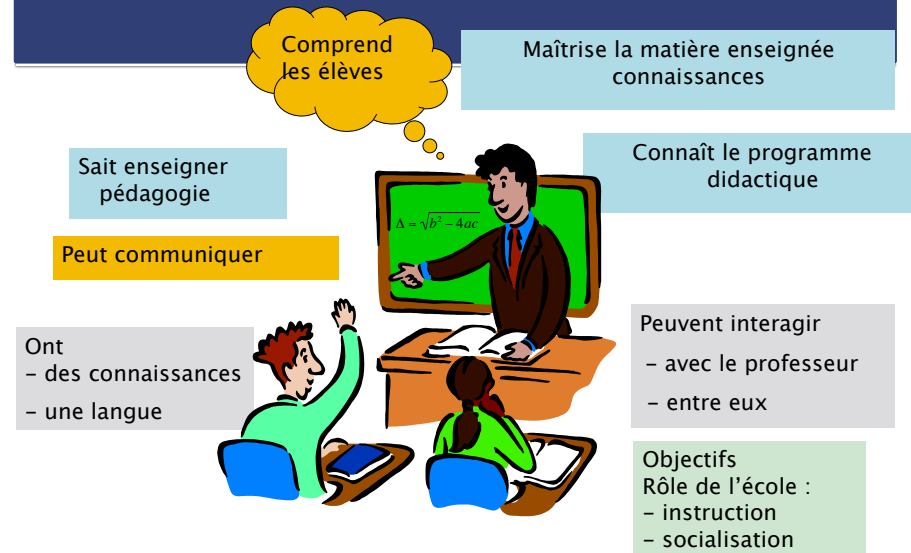 Comprend
les élèves
Maîtrise la matière enseignée
connaissances
Sait enseigner
pédagogie
Connaît le programme
didactique
Δ = √b² − 4ac
Peut communiquer
Ont
– des connaissances
– une langue
Peuvent interagir
– avec le professeur
– entre eux
Objectifs
Rôle de l'école :
– instruction
– socialisation